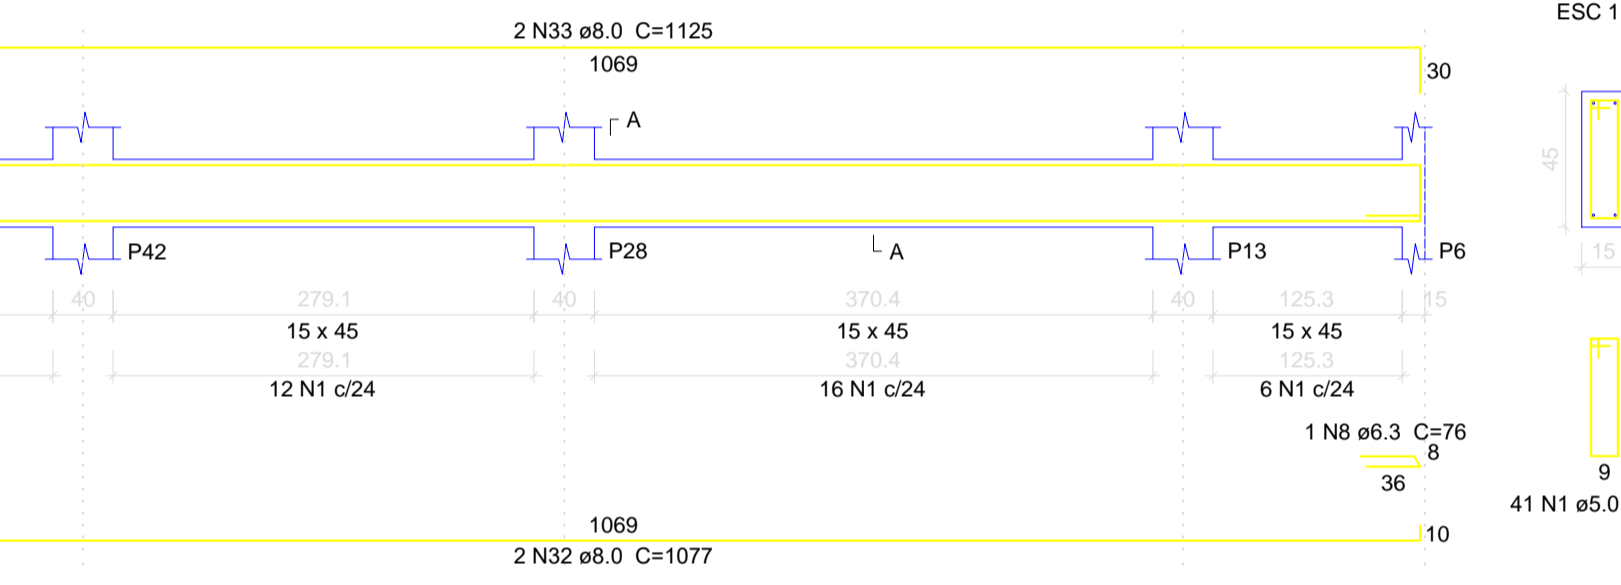 ESC 1
2 N33 ø8.0 C=1125
1069
30
A
45
P42
P28
A
P13
P6
15
40 279.1 40 370.4 40 125.3 15
15 x 45 15 x 45 15 x 45
279.1 370.4 125.3
12 N1 c/24 16 N1 c/24 6 N1 c/24
1 N8 ø6.3 C=76
8
36
9
41 N1 ø5.0
1069
10
2 N32 ø8.0 C=1077